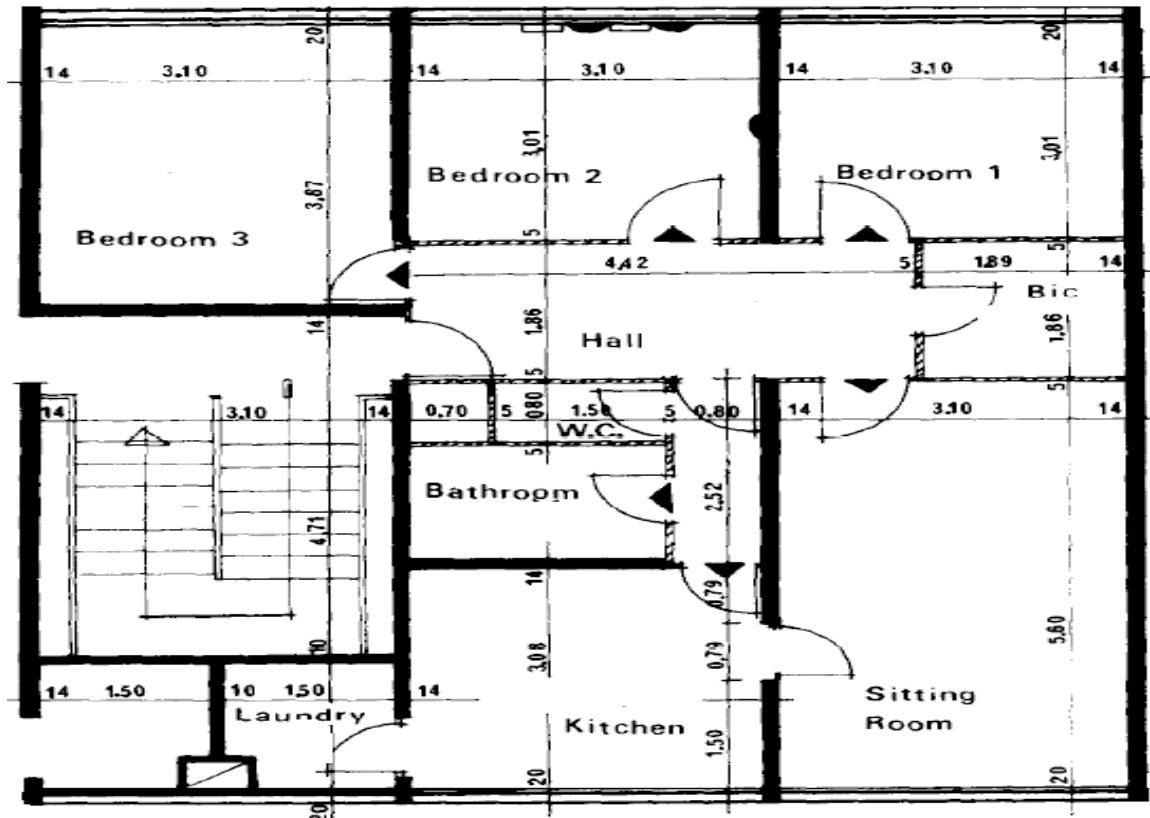 20
20
14 3.10 14 3.10 14 3.10 14
3,01
3,01
Bedroom 2
Bedroom 1
3,87
Bedroom 3
5
5
4,42 5 1.89 14
Bic
14
1,86
Hall
1,86
5
5
14 3.10 14 0,70 5 0,80 1.50 5 0.80 14 3.10 14
W.C.
5
Bathroom
2,52
4,71
14
0,79
10
3,08
0,79
5,60
14 1.50 10 1,50 14
Laundry
Kitchen
Sitting
Room
1.50
20
20
20